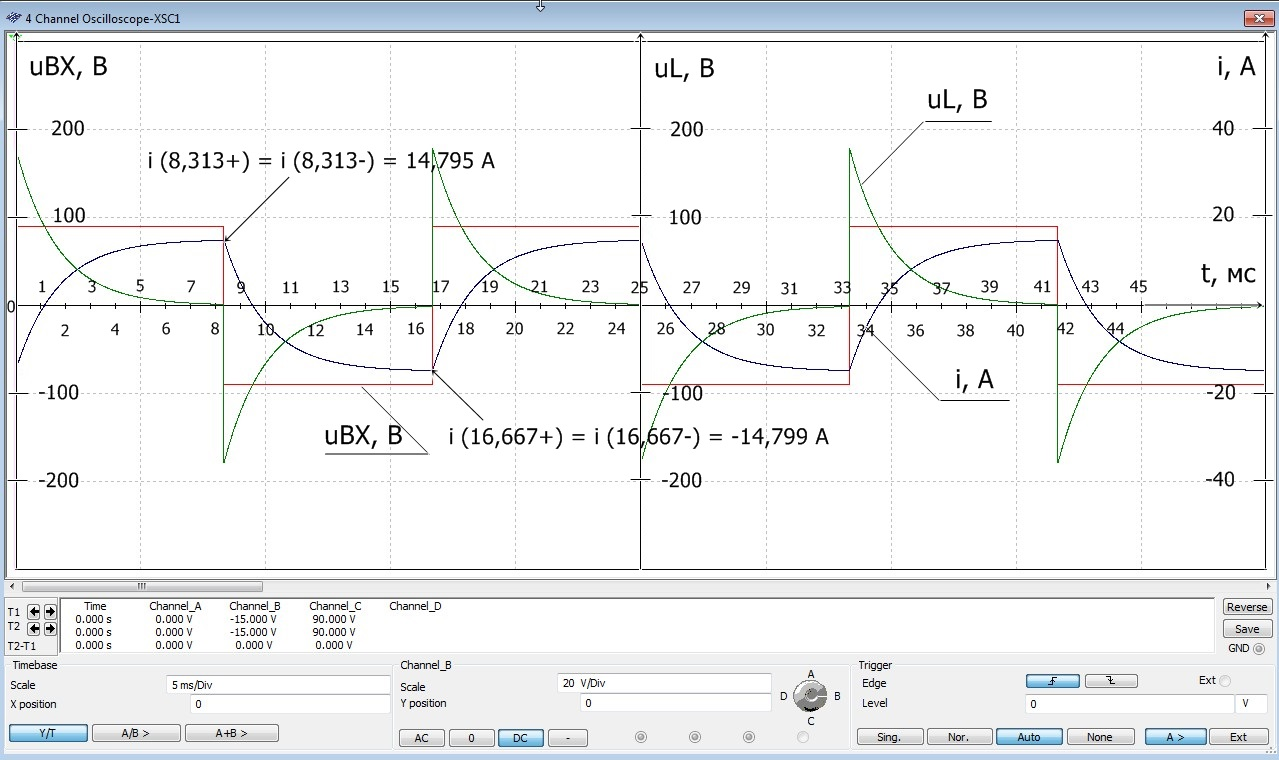 4 Channel Oscilloscope-XSC1
uBX, B
uL, B
i, A
uL, B
200
200
40
i (8,313+) = i (8,313-) = 14,795 A
100
100
20
t, мс
1 3 5 7 9 11 13 15 17 19 21 23 25 27 29 31 33 35 37 39 41 43 45
0
2 4 6 8 10 12 14 16 18 20 22 24 26 28 30 32 34 36 38 40 42 44
i, A
-100
-100
-20
uBX, B
i (16,667+) = i (16,667-) = -14,799 A
-200
-200
-40
Time Channel_A Channel_B Channel_C Channel_D
T1 0.000 s 0.000 V -15.000 V 90.000 V
T2 0.000 s 0.000 V -15.000 V 90.000 V
T2-T1 0.000 s 0.000 V 0.000 V 0.000 V
Reverse
Save
GND
Timebase
Scale 5 ms/Div
X position 0
Y/T A/B > A+B >
Channel_B
Scale 20 V/Div
Y position 0
AC 0 DC -
A
D B
C
Trigger
Edge Ext
Level 0 V
Sing. Nor. Auto None A > Ext